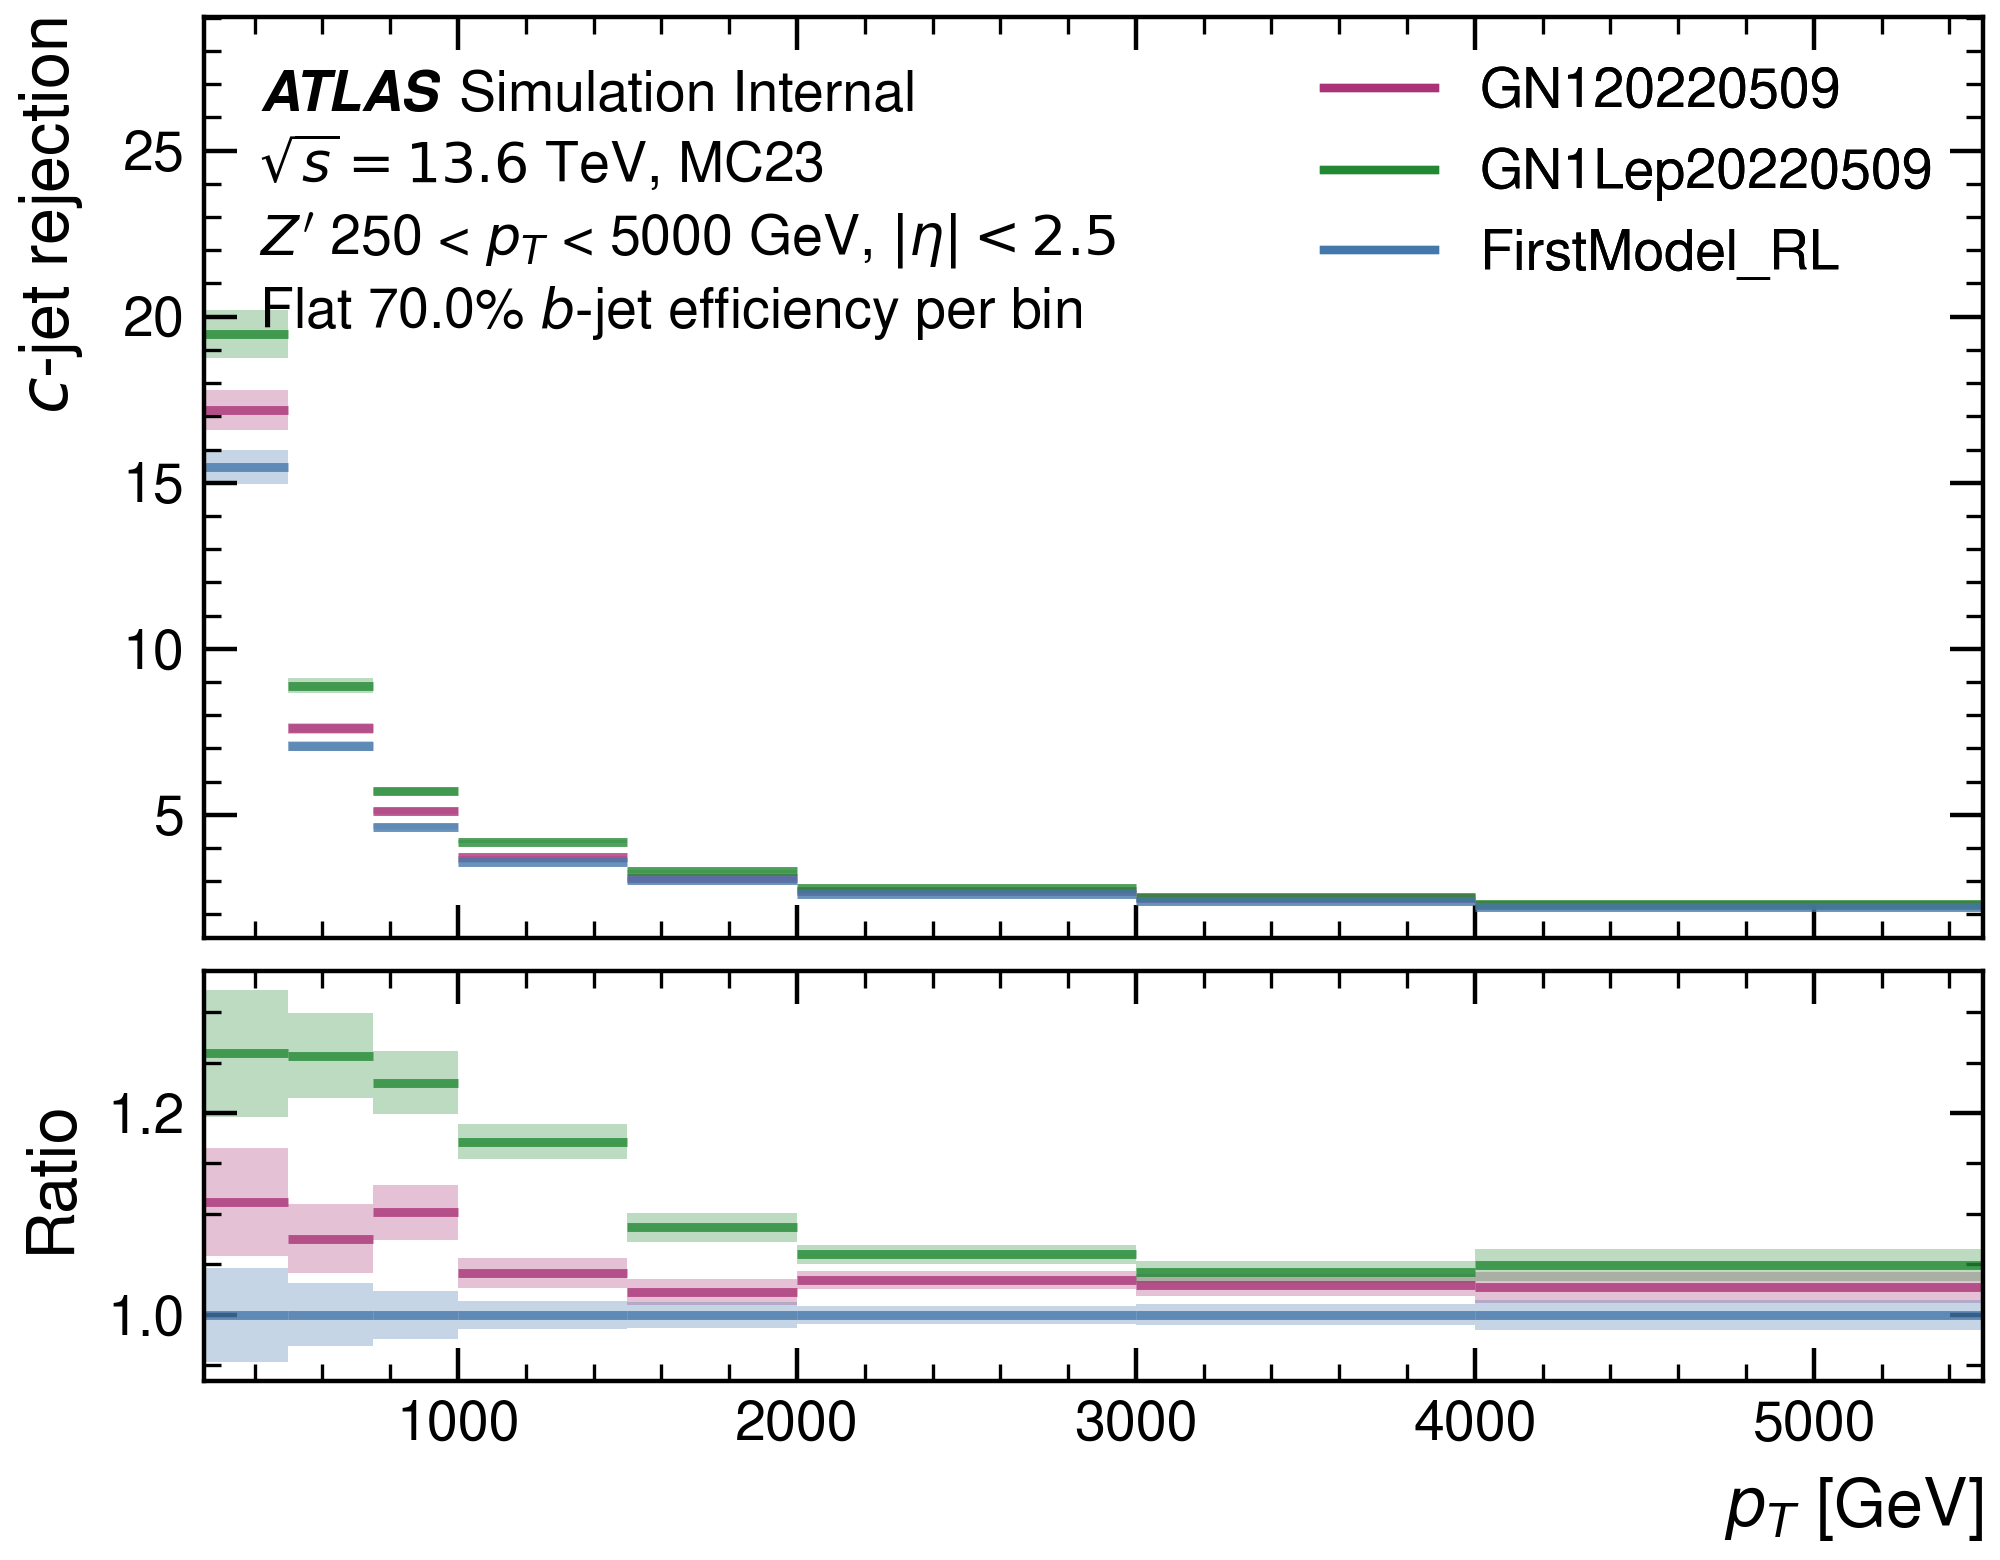 c-jet rejection
25
20
15
10
5
ATLAS Simulation Internal
√s = 13.6 TeV, MC23
Z′ 250 < p_T < 5000 GeV, |η| < 2.5
Flat 70.0% b-jet efficiency per bin
GN120220509
GN1Lep20220509
FirstModel_RL
Ratio
1.2
1.0
1000 2000 3000 4000 5000
p_T [GeV]